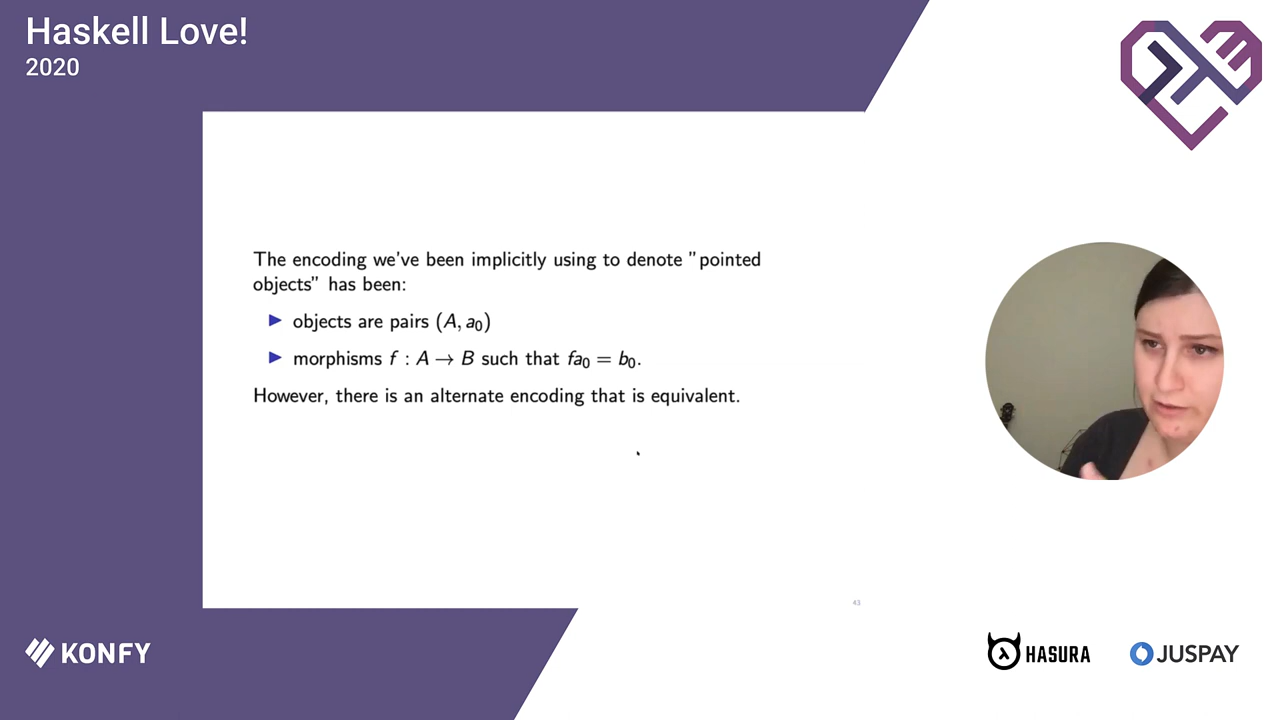 Haskell Love!
2020
The encoding we've been implicitly using to denote "pointed
objects" has been:
▶ objects are pairs (A, a₀)
▶ morphisms f : A → B such that fa₀ = b₀.
However, there is an alternate encoding that is equivalent.
43
KONFY
HASURA
JUSPAY